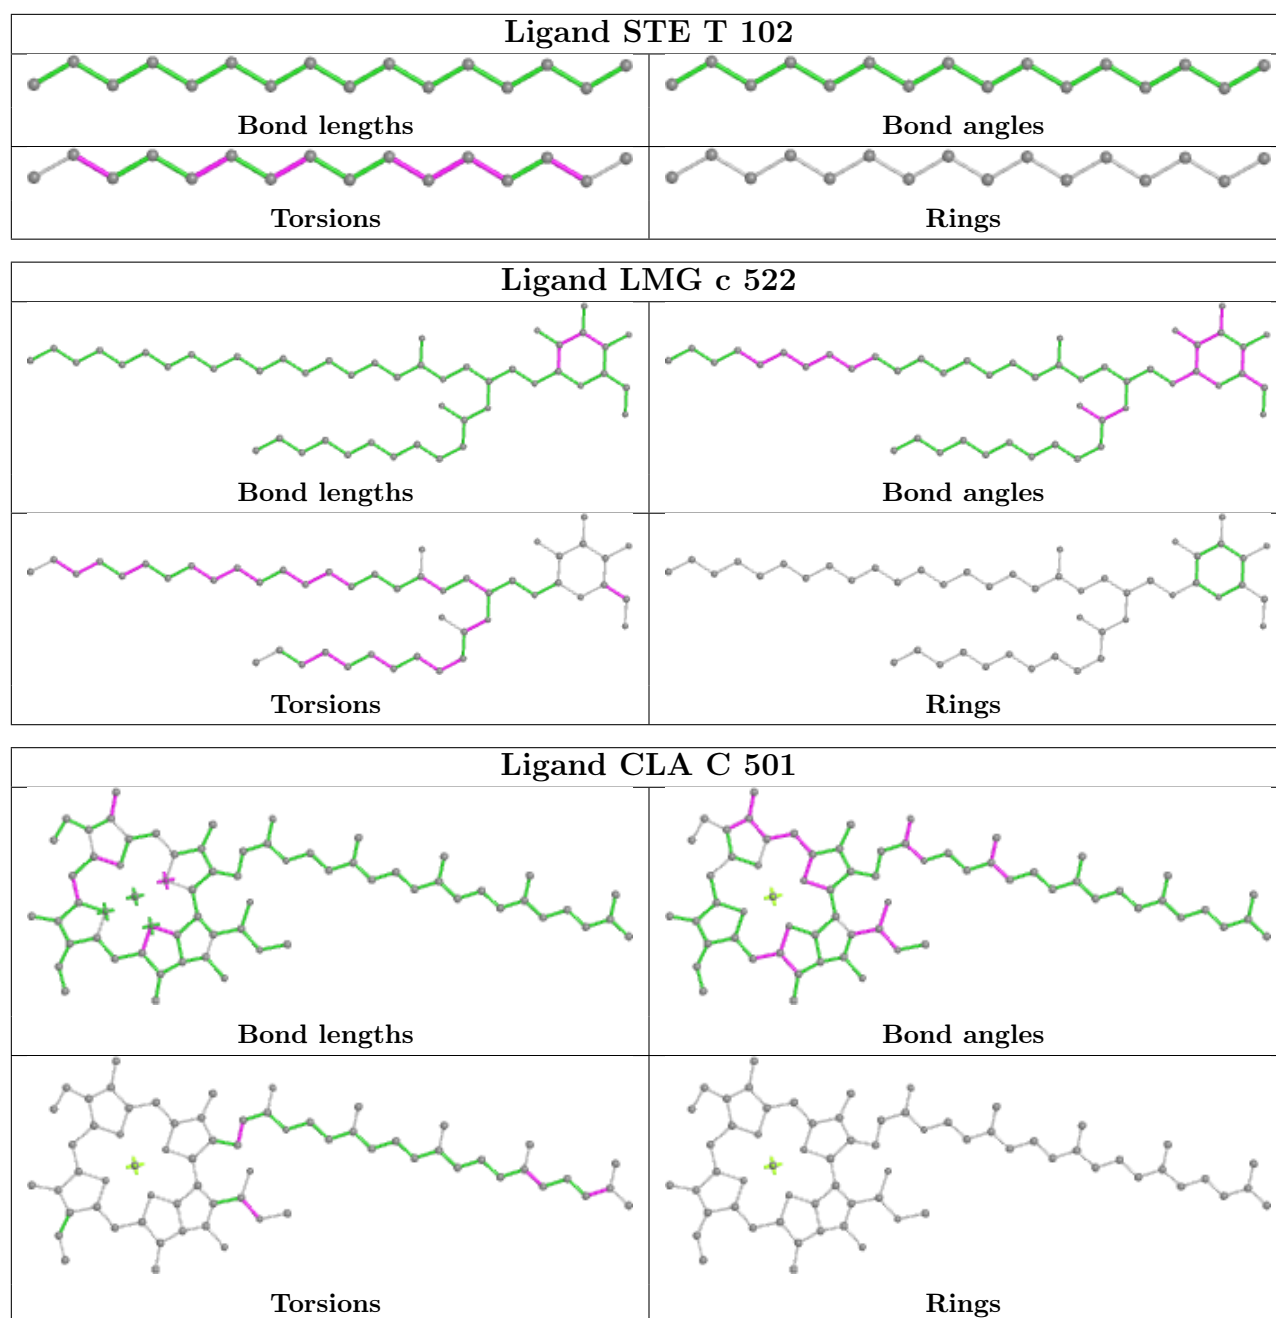 Ligand STE T 102
Bond lengths
Bond angles
Torsions
Rings
Ligand LMG c 522
Bond lengths
Bond angles
Torsions
Rings
Ligand CLA C 501
Bond lengths
Bond angles
Torsions
Rings